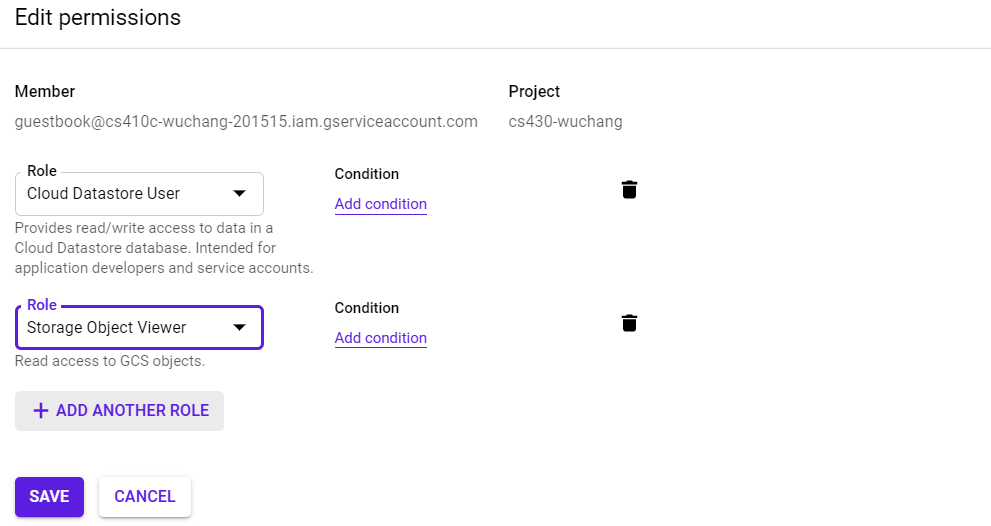 Edit permissions
Member
Project
guestbook@cs410c-wuchang-201515.iam.gserviceaccount.com
cs430-wuchang
Role
Condition
Cloud Datastore User
Add condition
Provides read/write access to data in a
Cloud Datastore database. Intended for
application developers and service accounts.
Role
Condition
Storage Object Viewer
Add condition
Read access to GCS objects.
ADD ANOTHER ROLE
SAVE
CANCEL